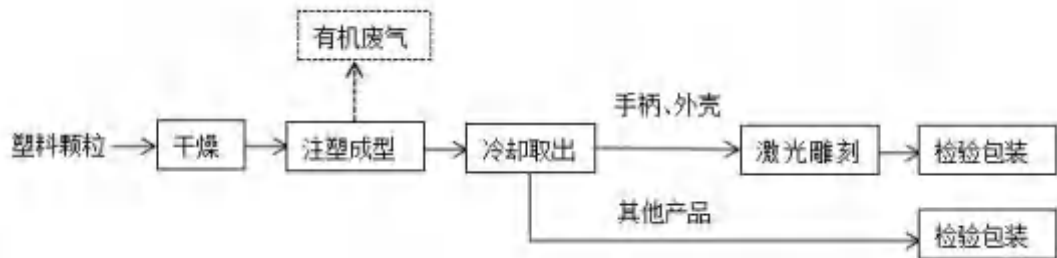 有机废气
手柄、外壳
塑料颗粒
干燥
注塑成型
冷却取出
激光雕刻
检验包装
其他产品
检验包装